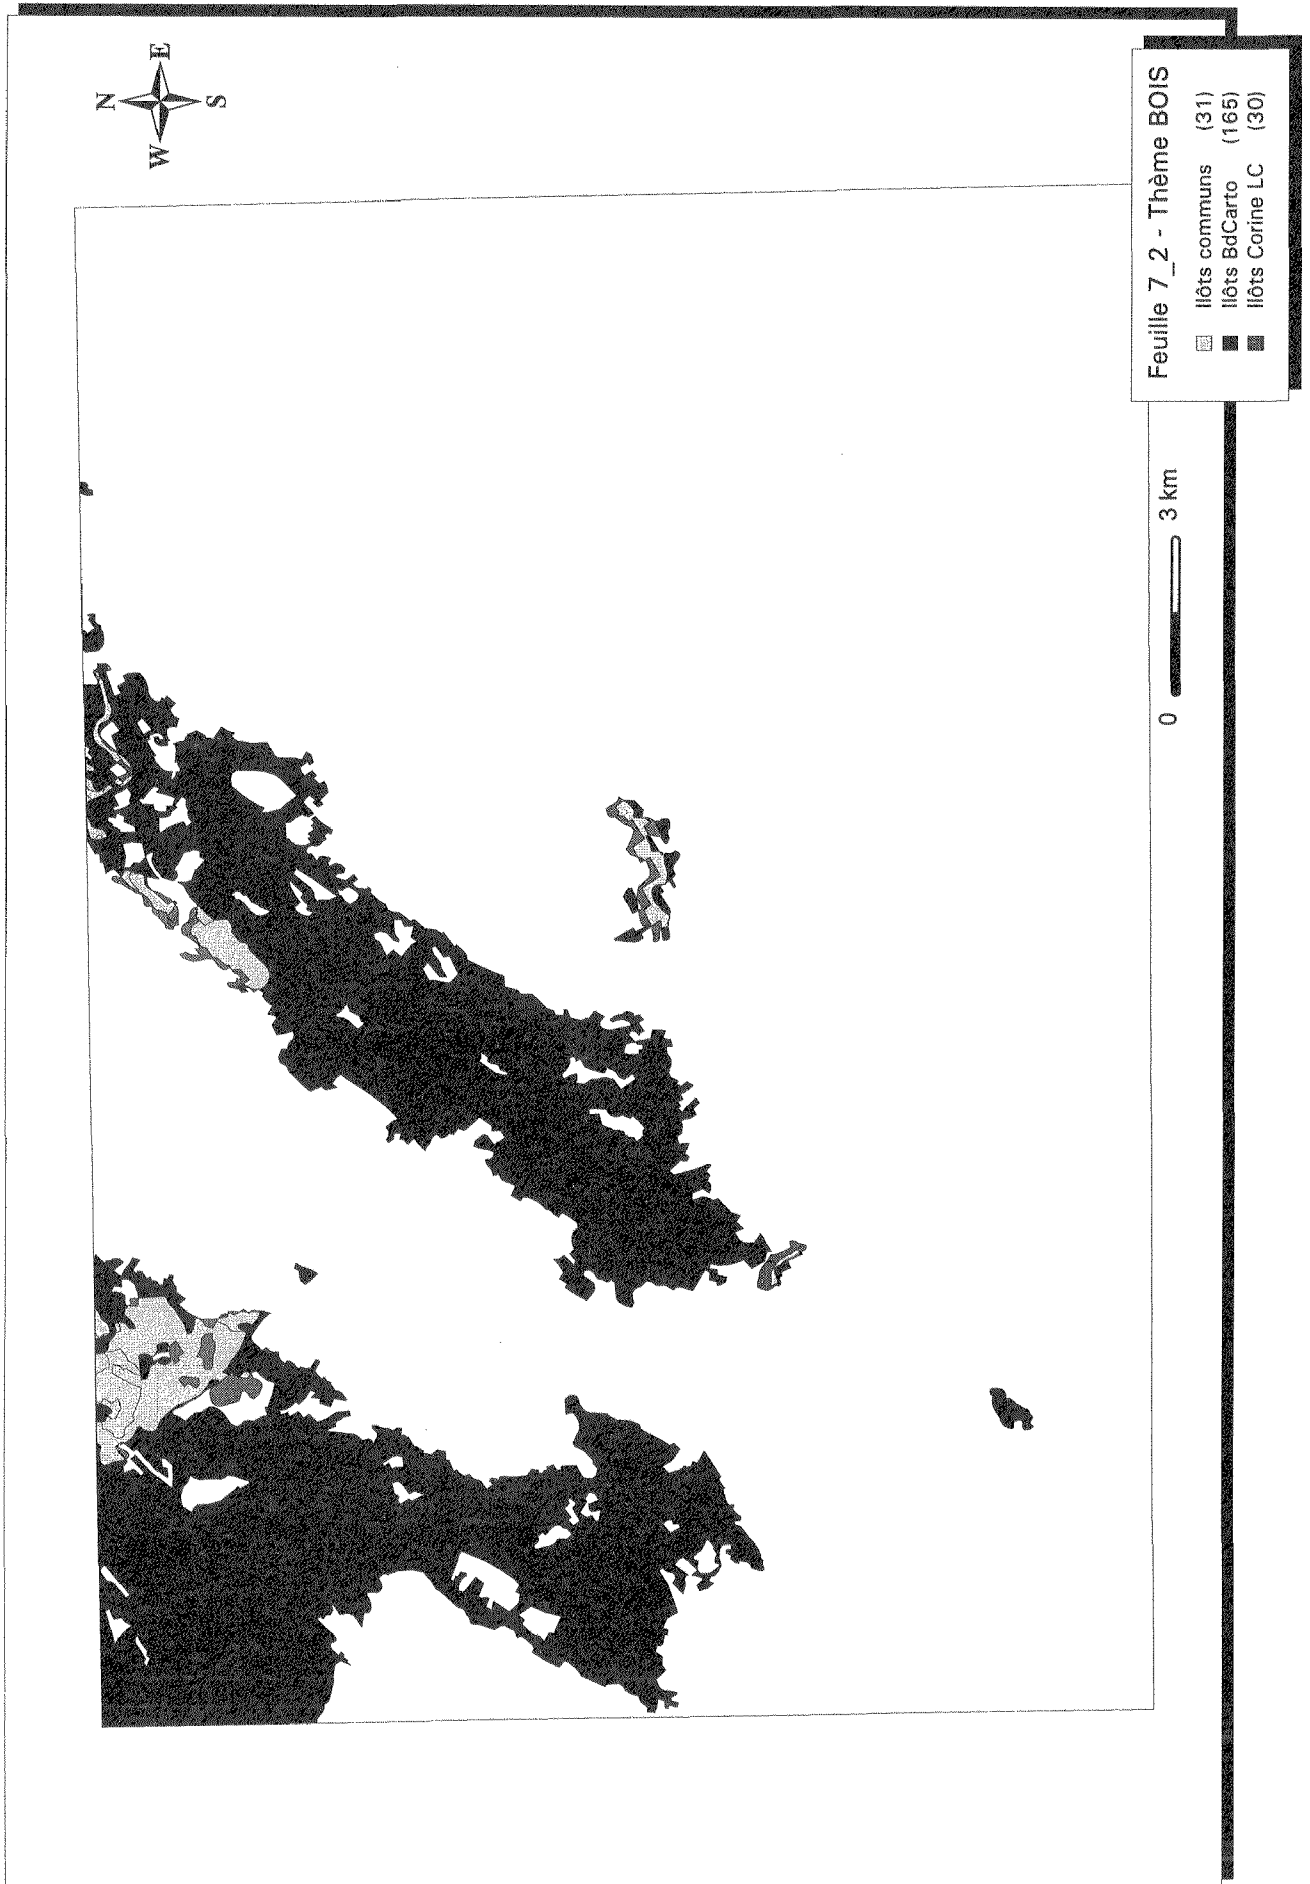 N
W E
S
Feuille 7_2 - Thème BOIS
Ilôts communs (31)
Ilôts BdCarto (165)
Ilôts Corine LC (30)
0 3 km